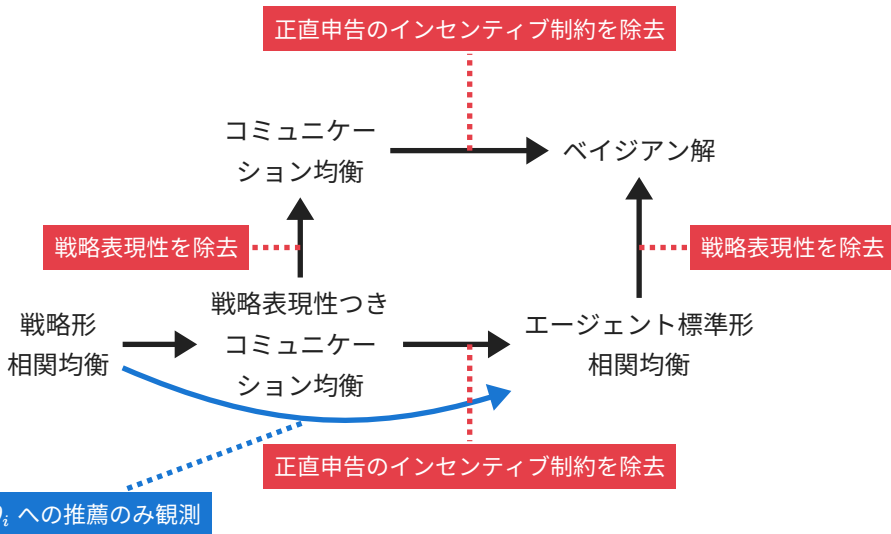 正直申告のインセンティブ制約を除去
コミュニケー
ション均衡
ベイジアン解
戦略表現性を除去
戦略表現性を除去
戦略形
相関均衡
戦略表現性つき
コミュニケー
ション均衡
エージェント標準形
相関均衡
正直申告のインセンティブ制約を除去
への推薦のみ観測